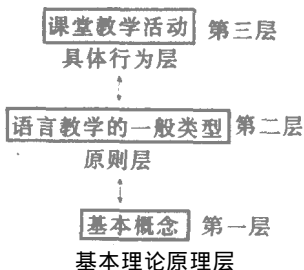 课堂教学活动 第三层
具体行为层
语言教学的一般类型 第二层
原则层
基本概念 第一层
基本理论原理层